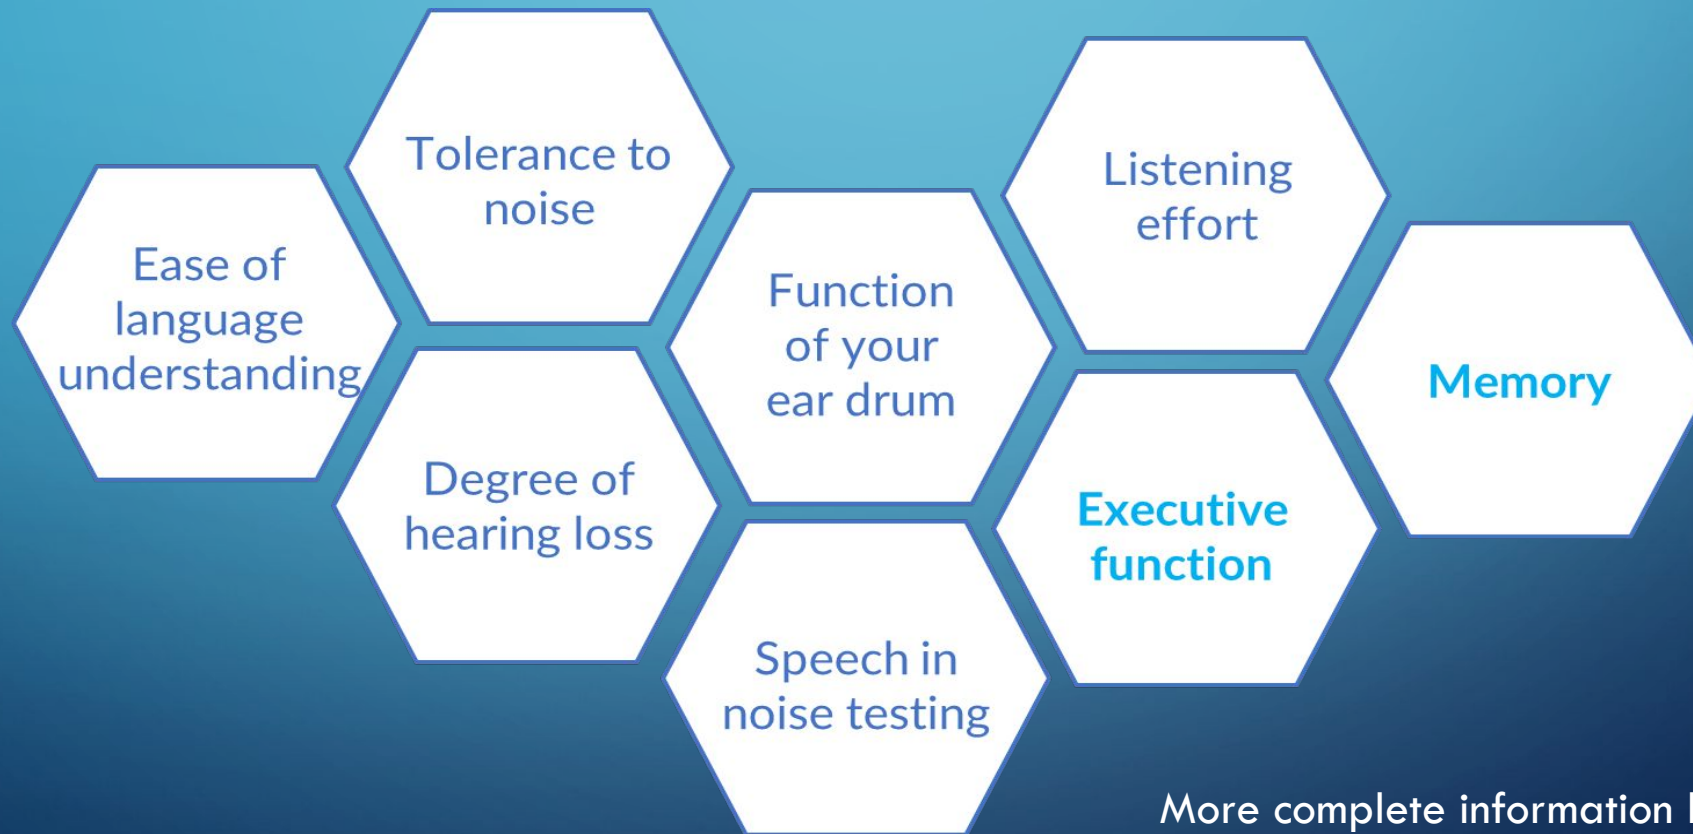 Tolerance to
noise
Listening
effort
Ease of
language
understanding
Function
of your
ear drum
Memory
Degree of
hearing loss
Executive
function
Speech in
noise testing
More complete information